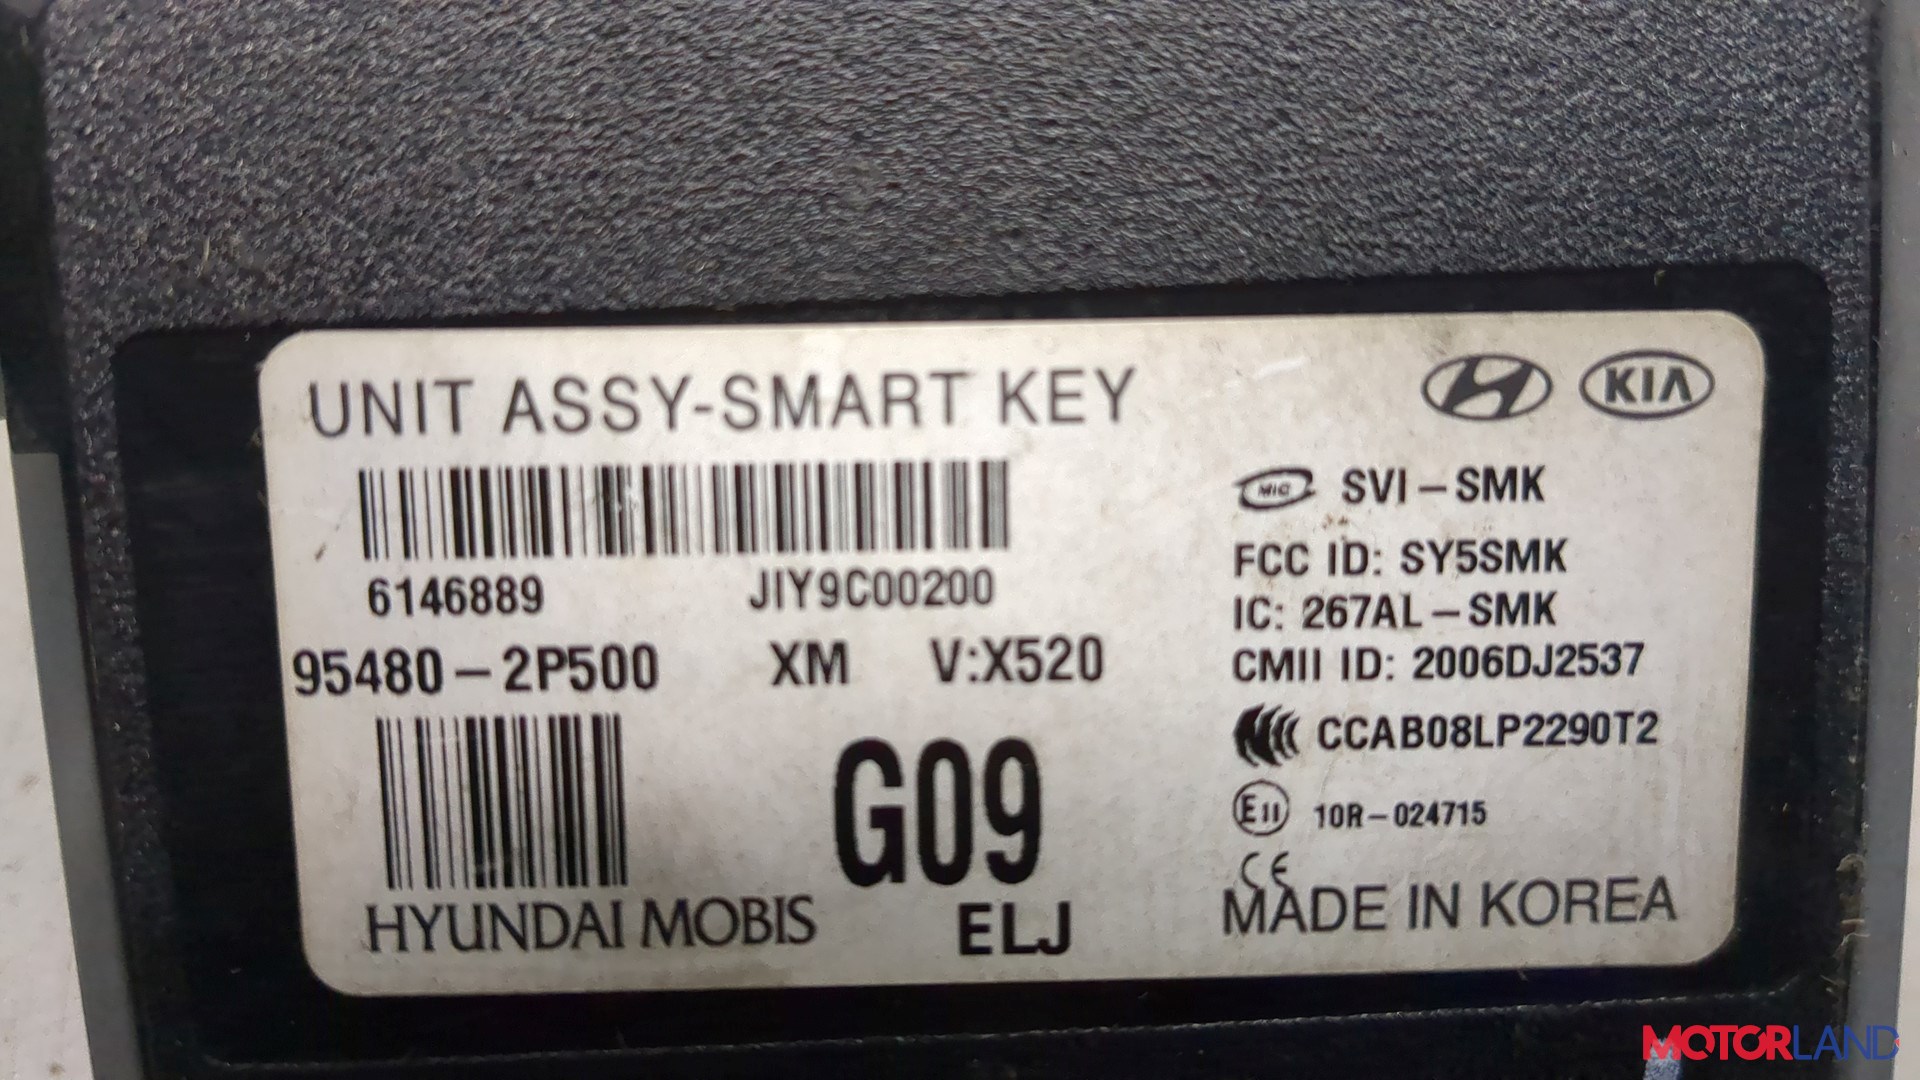 UNIT ASSY-SMART KEY
KIA
6146889 JIY9C00200
95480-2P500 XM V:X520
G09
HYUNDAI MOBIS
ELJ
MIC SVI-SMK
FCC ID: SY5SMK
IC: 267AL-SMK
CMII ID: 2006DJ2537
CCAB08LP2290T2
E11 10R-024715
CE
MADE IN KOREA
MOTORLAND